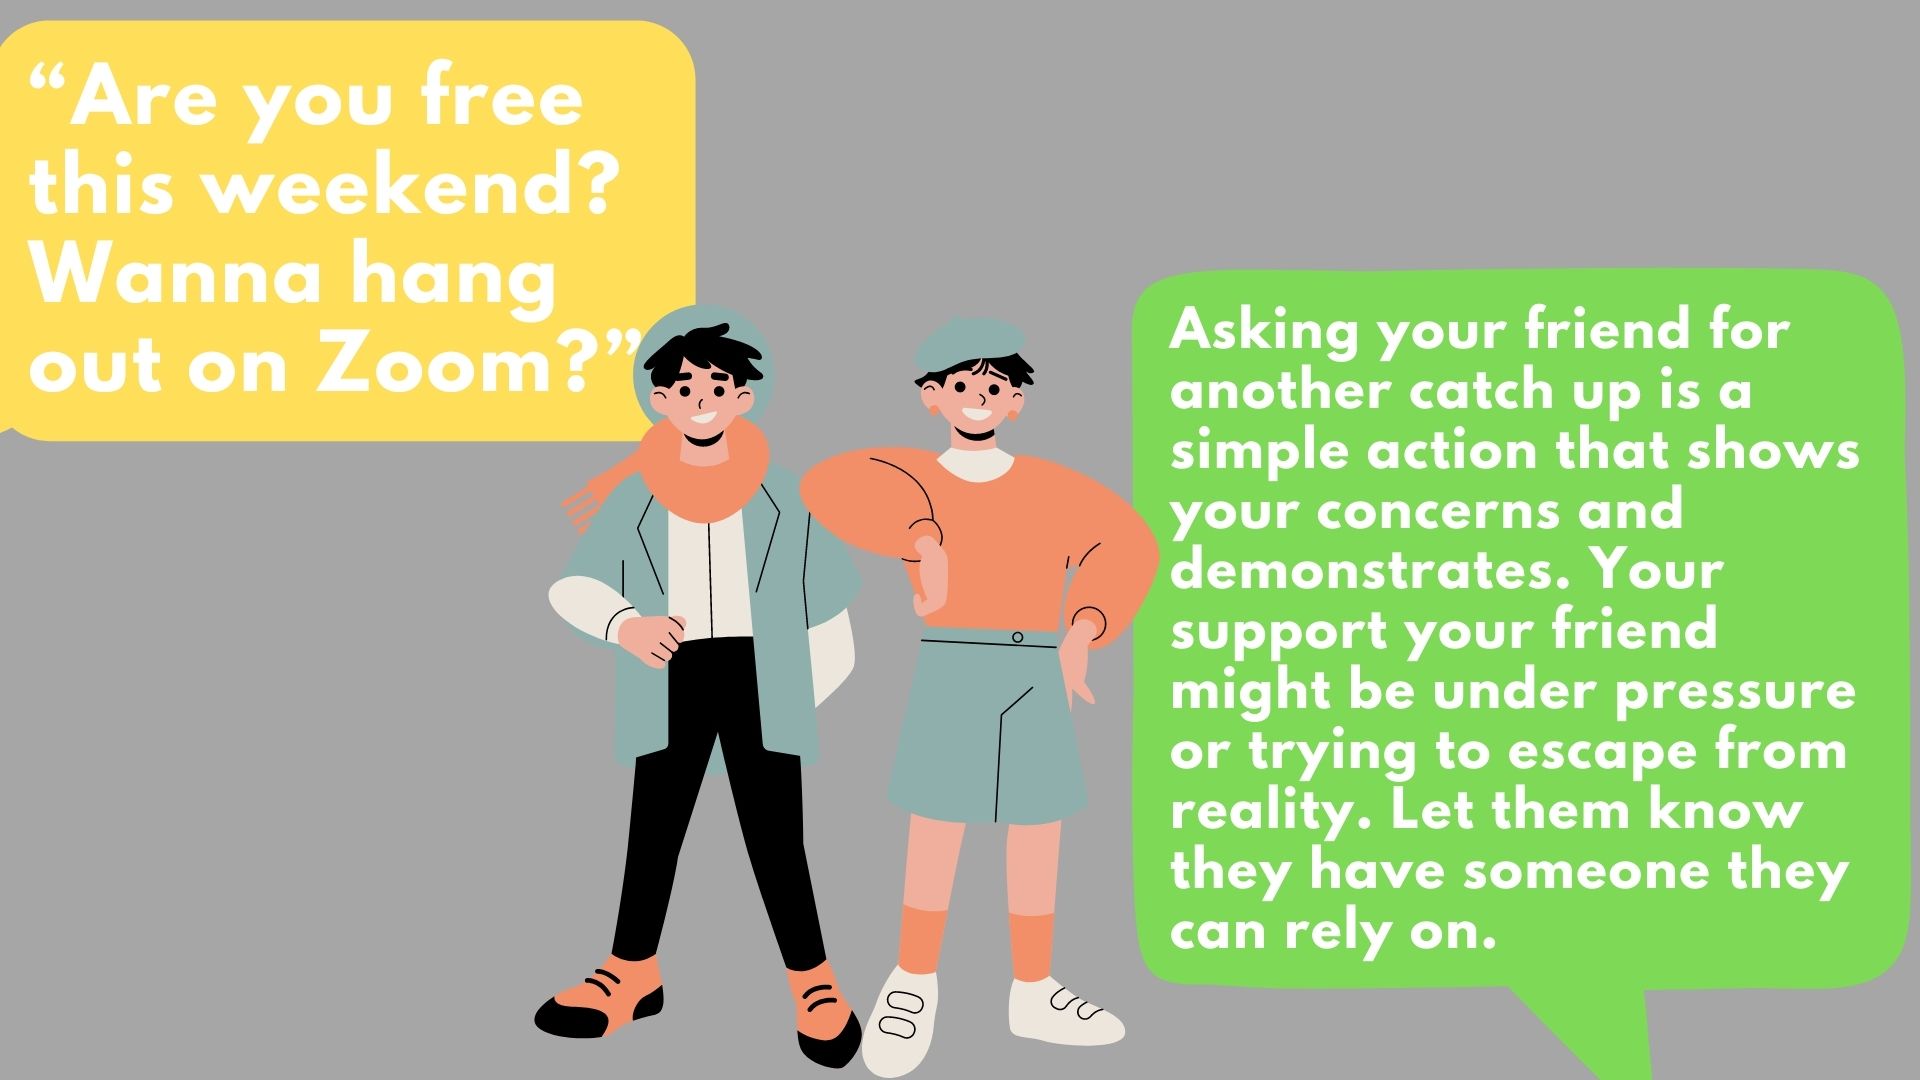 “Are you free
this weekend?
Wanna hang
out on Zoom?”
Asking your friend for
another catch up is a
simple action that shows
your concerns and
demonstrates. Your
support your friend
might be under pressure
or trying to escape from
reality. Let them know
they have someone they
can rely on.